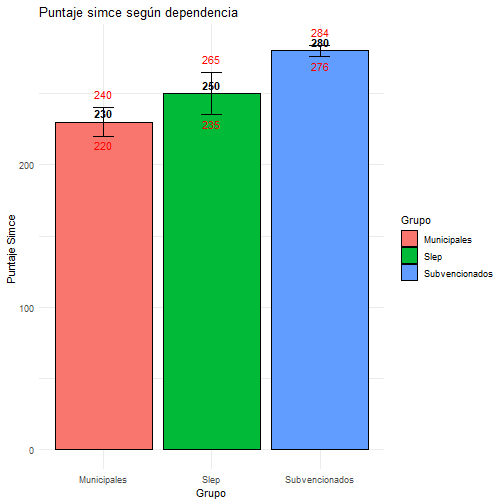 Puntaje simce según dependencia
284
280
276
265
250
235
240
230
220
200
100
0
Puntaje Simce
Municipales
Slep
Subvencionados
Grupo
Grupo
Municipales
Slep
Subvencionados